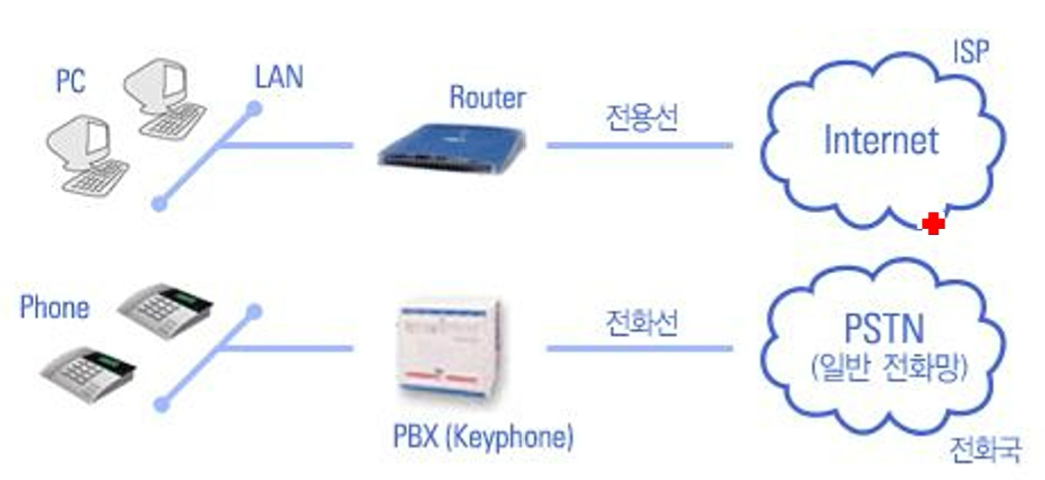 PC
LAN
Router
전용선
ISP
Internet
Phone
전화선
PBX (Keyphone)
PSTN
(일반 전화망)
전화국